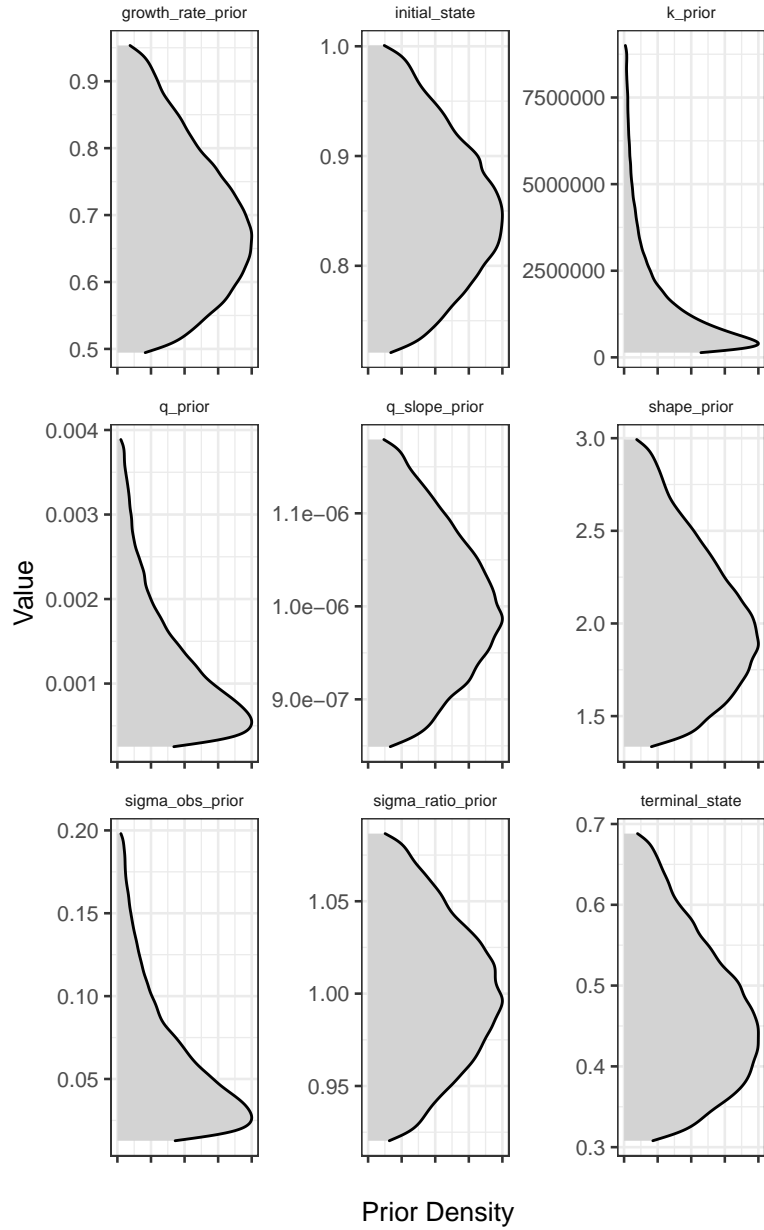 growth_rate_prior
initial_state
k_prior
0.9
0.8
0.7
0.6
0.5
1.0
0.9
0.8
7500000
5000000
2500000
0
q_prior
q_slope_prior
shape_prior
0.004
0.003
0.002
0.001
1.1e−06
1.0e−06
9.0e−07
3.0
2.5
2.0
1.5
sigma_obs_prior
sigma_ratio_prior
terminal_state
0.20
0.15
0.10
0.05
1.05
1.00
0.95
0.7
0.6
0.5
0.4
0.3
Value
Prior Density